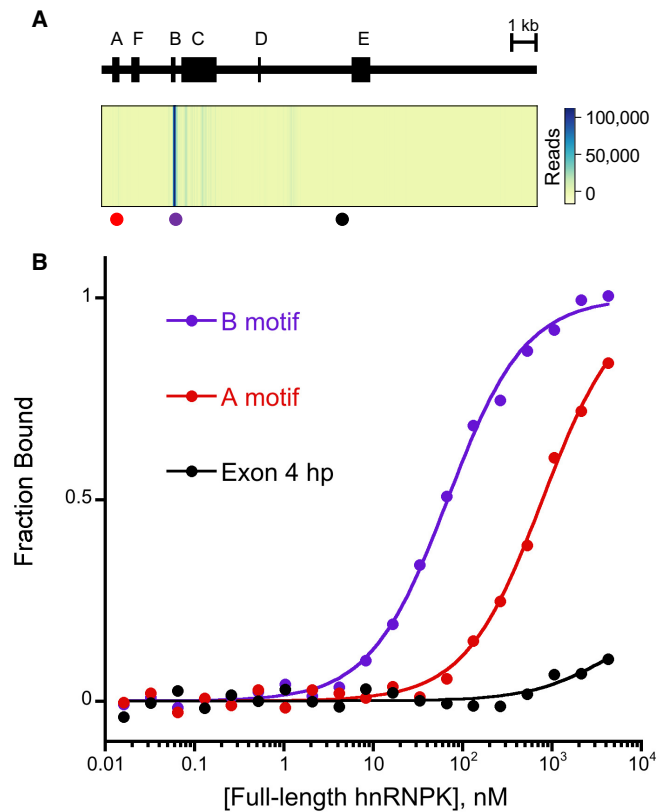 A
1 kb
A F B C D E
100,000
50,000
0
Reads
B
1
0.5
0
Fraction Bound
B motif
A motif
Exon 4 hp
0.01 0.1 1 10 10² 10³ 10⁴
[Full-length hnRNPK], nM